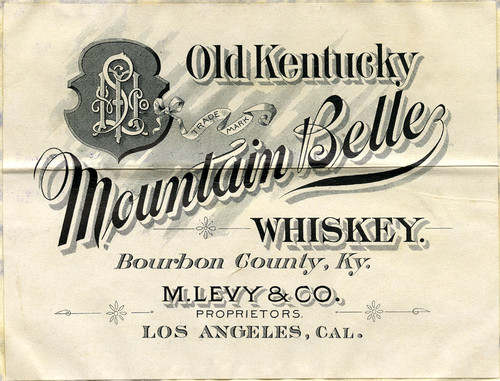 Old Kentucky
TRADE MARK
Mountain Belle
WHISKEY.
Bourbon County, Ky.
M. LEVY & CO.
PROPRIETORS.
LOS ANGELES, CAL.